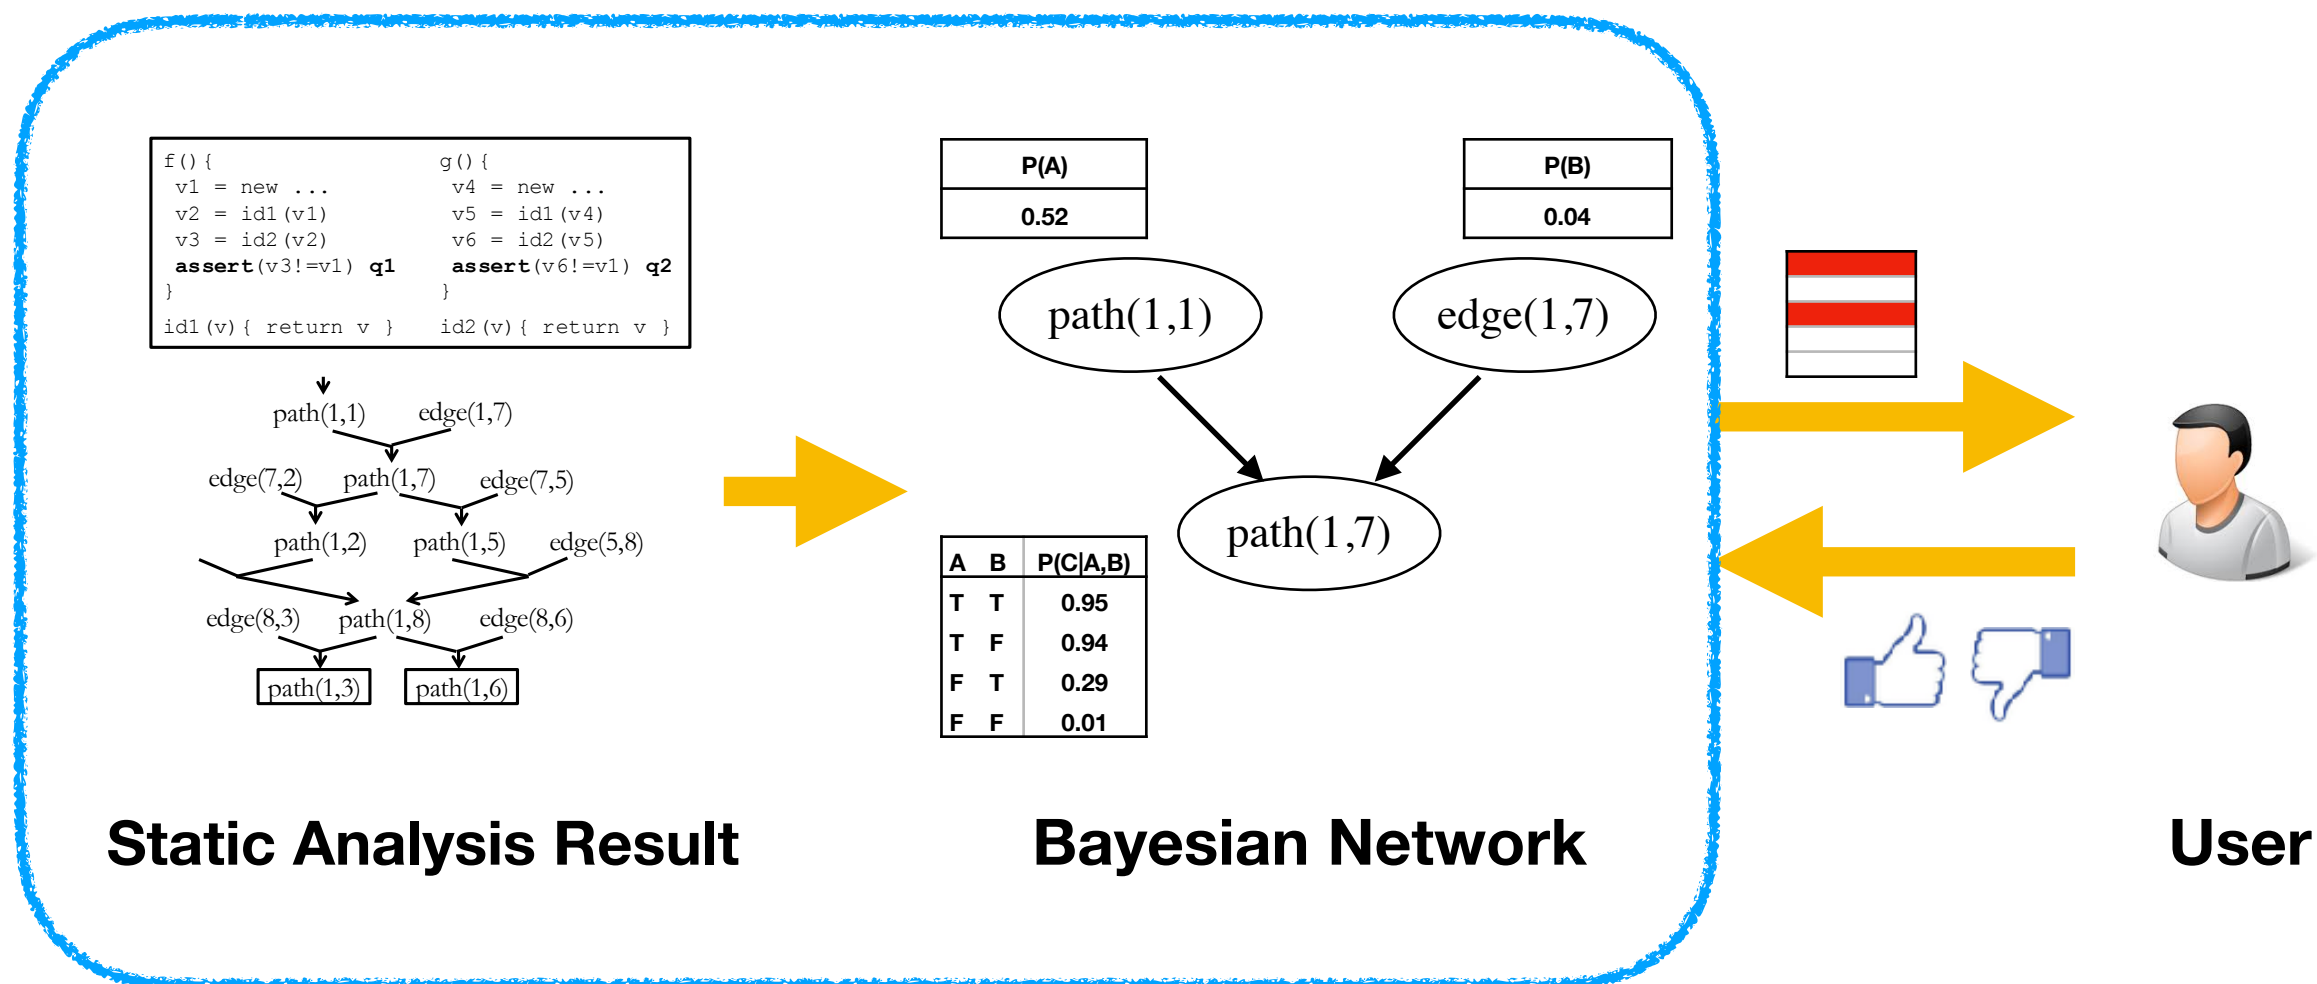 f(){
v1 = new ...
v2 = id1(v1)
v3 = id2(v2)
assert(v3!=v1) q1
}
id1(v){ return v }
g(){
v4 = new ...
v5 = id1(v4)
v6 = id2(v5)
assert(v6!=v1) q2
}
id2(v){ return v }
path(1,1) edge(1,7)
edge(7,2) path(1,7) edge(7,5)
path(1,2) path(1,5) edge(5,8)
edge(8,3) path(1,8) edge(8,6)
path(1,3) path(1,6)
Static Analysis Result
P(A)
0.52
P(B)
0.04
path(1,1)
edge(1,7)
path(1,7)
A B P(C|A,B)
T T 0.95
T F 0.94
F T 0.29
F F 0.01
Bayesian Network
User